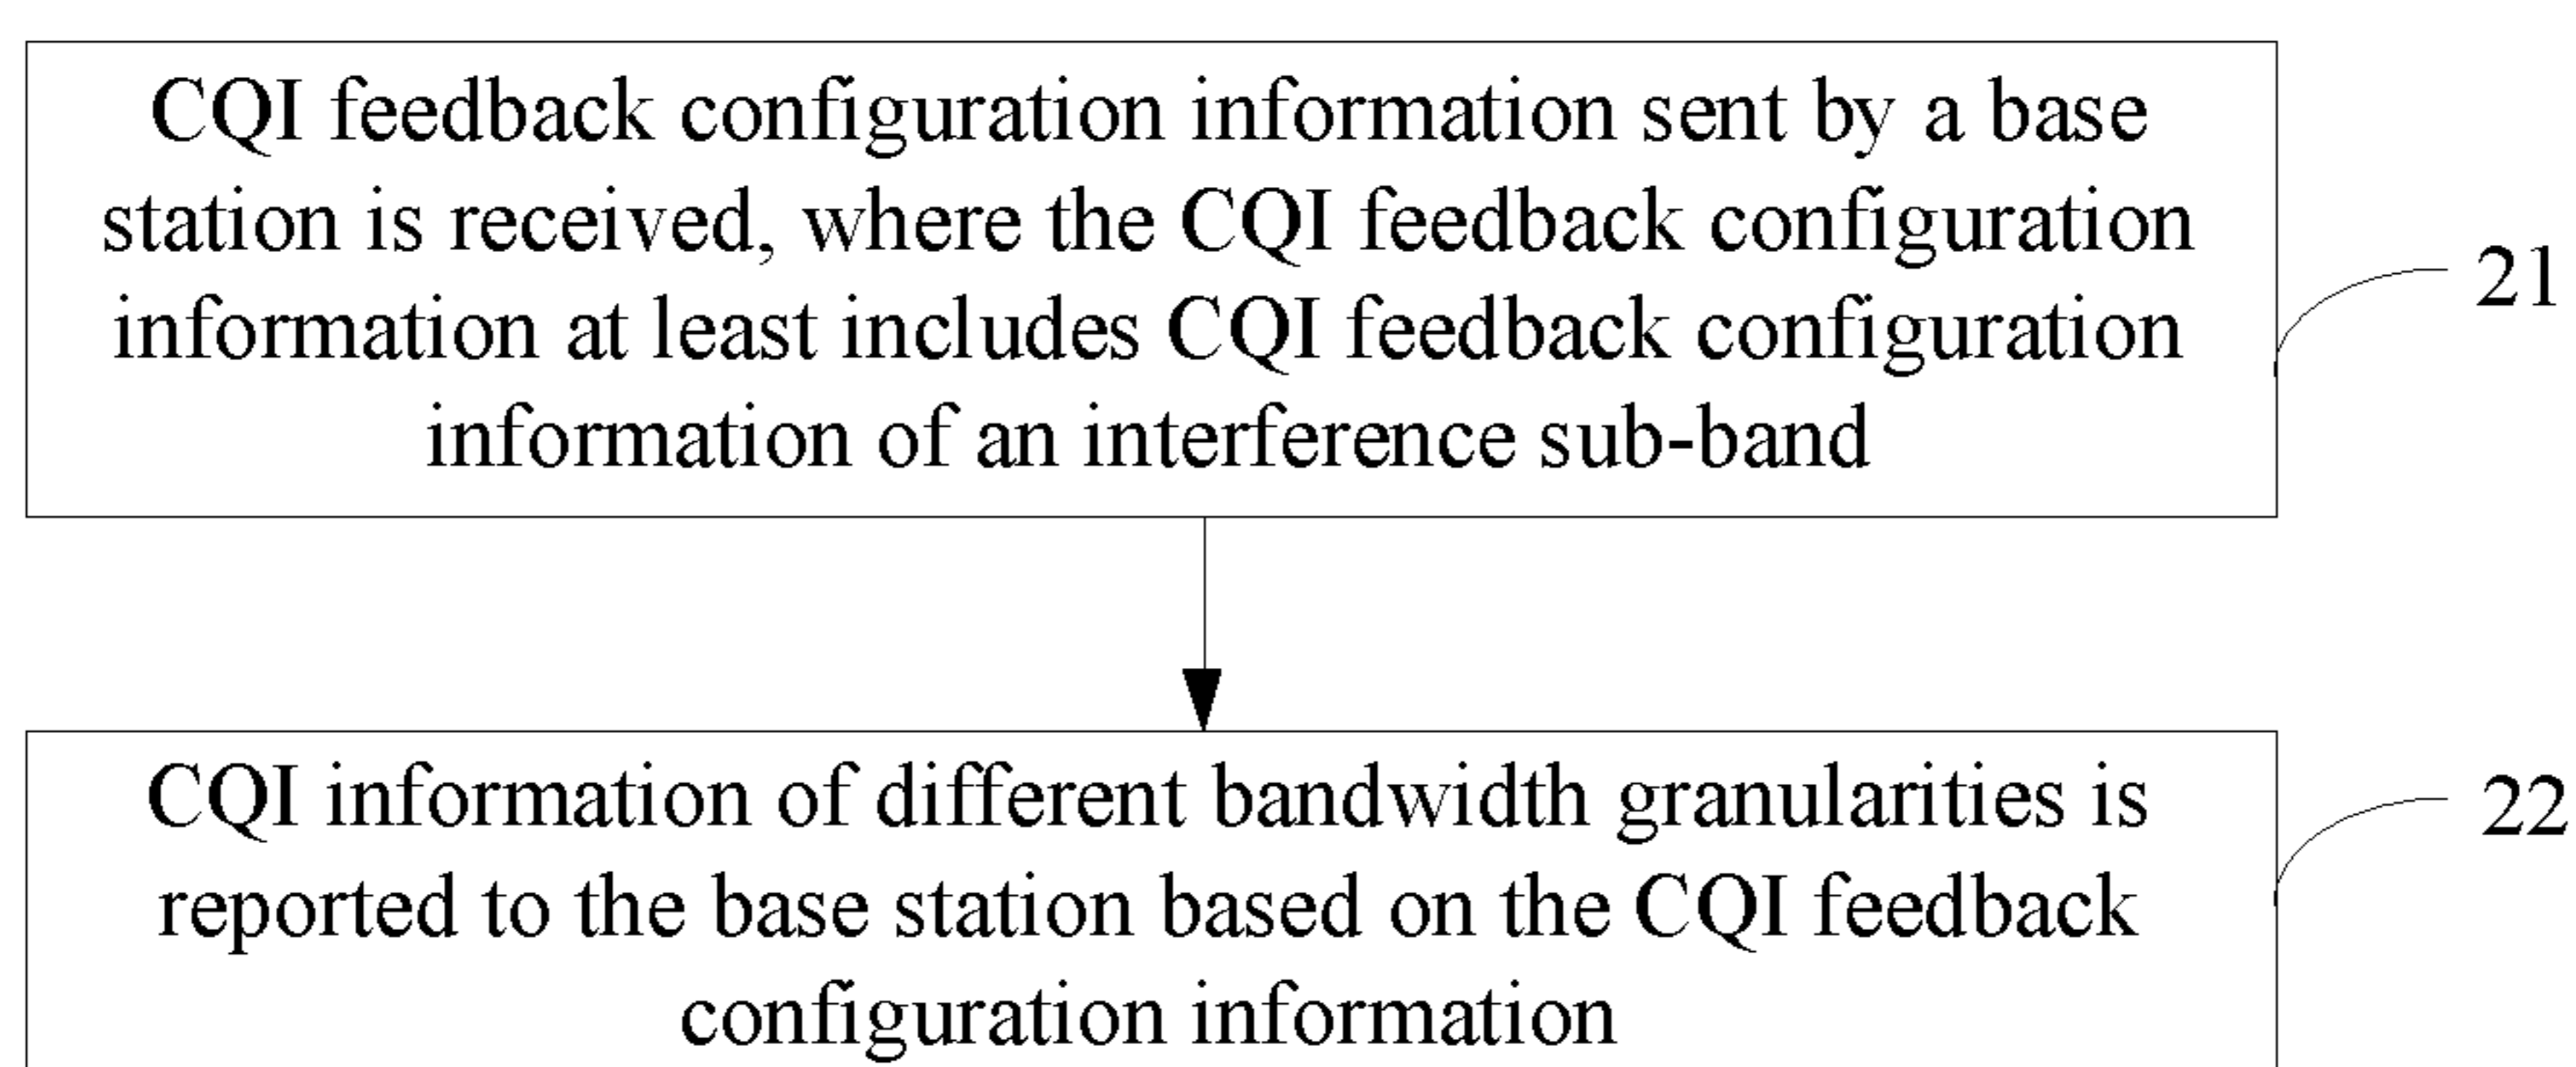 CQI feedback configuration information sent by a base
station is received, where the CQI feedback configuration
information at least includes CQI feedback configuration
information of an interference sub-band
21
CQI information of different bandwidth granularities is
reported to the base station based on the CQI feedback
configuration information
22